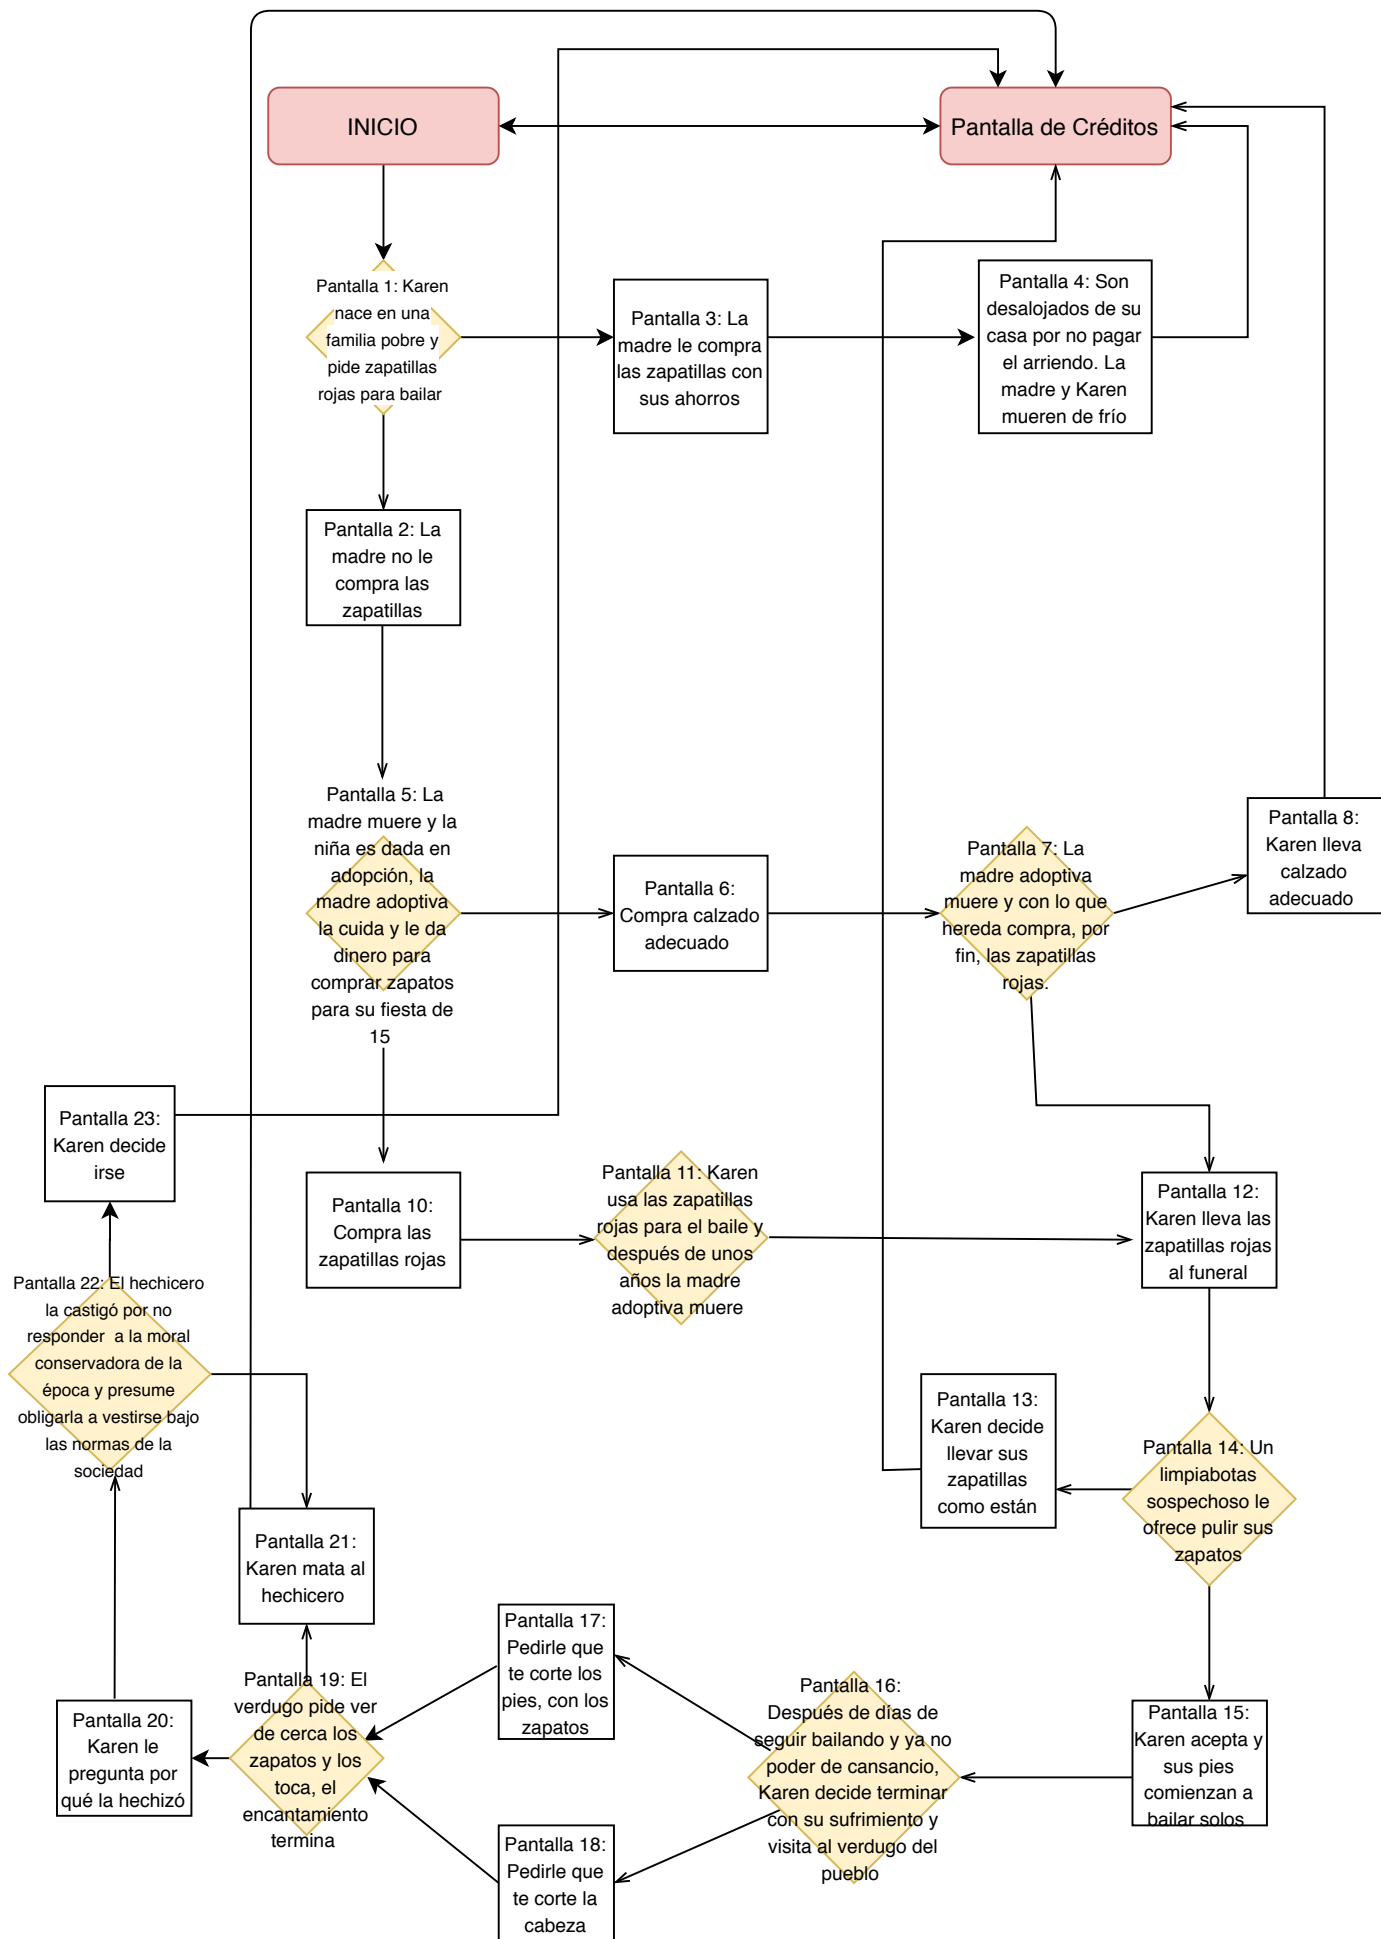 INICIO
Pantalla de Créditos
Pantalla 1: Karen
nace en una
familia pobre y
pide zapatillas
rojas para bailar
Pantalla 3: La
madre le compra
las zapatillas con
sus ahorros
Pantalla 4: Son
desalojados de su
casa por no pagar
el arriendo. La
madre y Karen
mueren de frío
Pantalla 2: La
madre no le
compra las
zapatillas
Pantalla 5: La
madre muere y la
niña es dada en
adopción, la
madre adoptiva
la cuida y le da
dinero para
comprar zapatos
para su fiesta de
15
Pantalla 6:
Compra calzado
adecuado
Pantalla 7: La
madre adoptiva
muere y con lo que
hereda compra, por
fin, las zapatillas
rojas.
Pantalla 8:
Karen lleva
calzado
adecuado
Pantalla 23:
Karen decide
irse
Pantalla 10:
Compra las
zapatillas rojas
Pantalla 11: Karen
usa las zapatillas
rojas para el baile y
después de unos
años la madre
adoptiva muere
Pantalla 12:
Karen lleva las
zapatillas rojas
al funeral
Pantalla 22: El hechicero
la castigó por no
responder  a la moral
conservadora de la
época y presume
obligarla a vestirse bajo
las normas de la
sociedad
Pantalla 13:
Karen decide
llevar sus
zapatillas
como están
Pantalla 14: Un
limpiabotas
sospechoso le
ofrece pulir sus
zapatos
Pantalla 21:
Karen mata al
hechicero
Pantalla 17:
Pedirle que
te corte los
pies, con los
zapatos
Pantalla 19: El
verdugo pide ver
de cerca los
zapatos y los
toca, el
encantamiento
termina
Pantalla 16:
Después de días de
seguir bailando y ya no
poder de cansancio,
Karen decide terminar
con su sufrimiento y
visita al verdugo del
pueblo
Pantalla 15:
Karen acepta y
sus pies
comienzan a
bailar solos
Pantalla 20:
Karen le
pregunta por
qué la hechizó
Pantalla 18:
Pedirle que
te corte la
cabeza